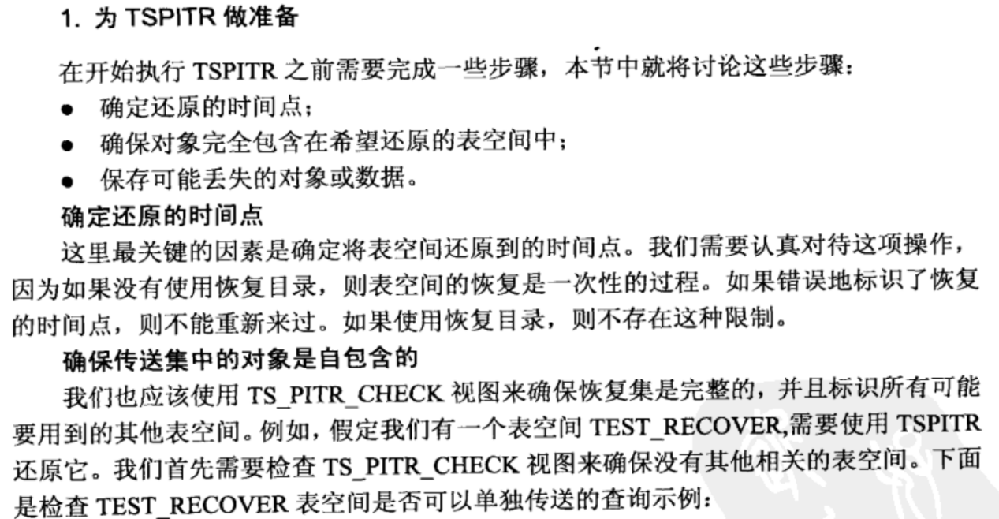 1. 为 TSPITR 做准备
在开始执行 TSPITR 之前需要完成一些步骤，本节中就将讨论这些步骤：
● 确定还原的时间点；
● 确保对象完全包含在希望还原的表空间中；
● 保存可能丢失的对象或数据。
确定还原的时间点
这里最关键的因素是确定将表空间还原到的时间点。我们需要认真对待这项操作，
因为如果没有使用恢复目录，则表空间的恢复是一次性的过程。如果错误地标识了恢复
的时间点，则不能重新来过。如果使用恢复目录，则不存在这种限制。
确保传送集中的对象是自包含的
我们也应该使用 TS_PITR_CHECK 视图来确保恢复集是完整的，并且标识所有可能
要用到的其他表空间。例如，假定我们有一个表空间 TEST_RECOVER,需要使用 TSPITR
还原它。我们首先需要检查 TS_PITR_CHECK 视图来确保没有其他相关的表空间。下面
是检查 TEST_RECOVER 表空间是否可以单独传送的查询示例：